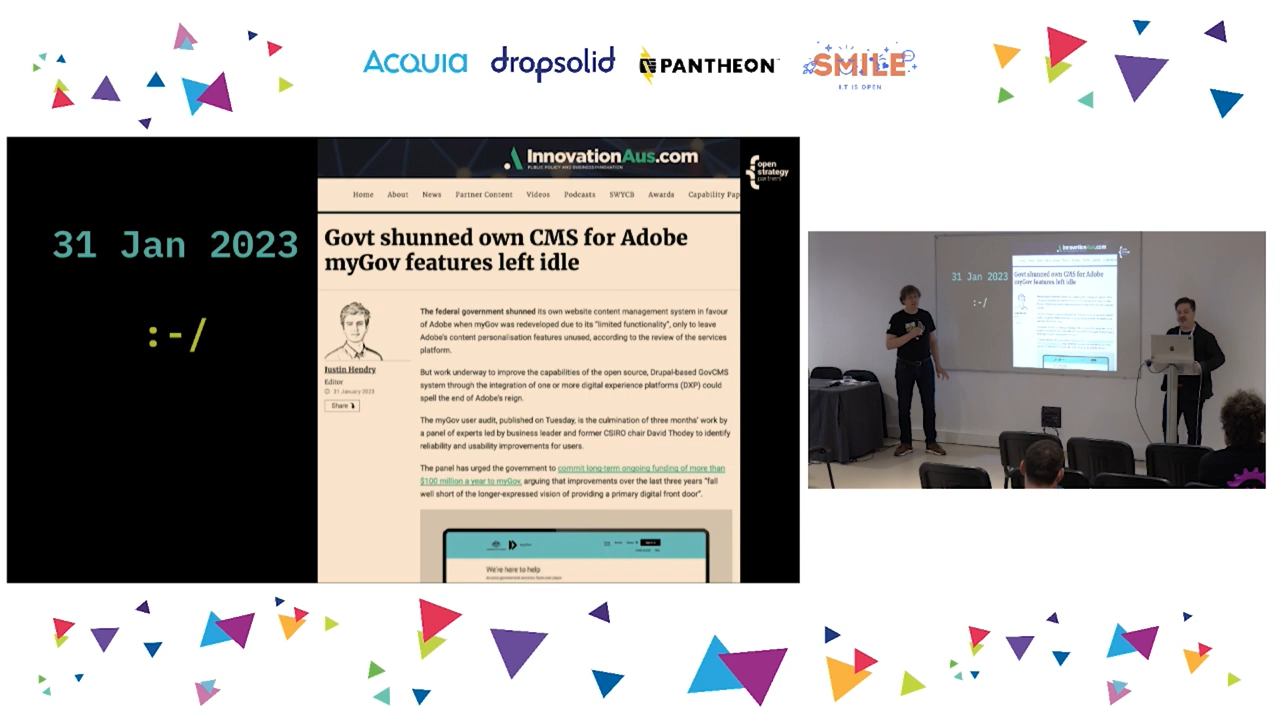 ACQUIA dropsolid PANTHEON SMILE
I.T IS OPEN
InnovationAus.com
PUBLIC POLICY AND BUSINESS INNOVATION
open strategy partners
Home About News Partner Content Videos Podcasts SWYCB Awards Capability Pap
31 Jan 2023
:-/
Govt shunned own CMS for Adobe
myGov features left idle
Justin Hendry
Editor
31 January 2023
Share
The federal government shunned its own website content management system in favour
of Adobe when myGov was redeveloped due to its "limited functionality", only to leave
Adobe's content personalisation features unused, according to the review of the services
platform.
But work underway to improve the capabilities of the open source, Drupal-based GovCMS
system through the integration of one or more digital experience platforms (DXP) could
spell the end of Adobe's reign.
The myGov user audit, published on Tuesday, is the culmination of three months' work by
a panel of experts led by business leader and former CSIRO chair David Thodey to identify
reliability and usability improvements for users.
The panel has urged the government to commit long-term ongoing funding of more than
$100 million a year to myGov, arguing that improvements over the last three years "fall
well short of the longer-expressed vision of providing a primary digital front door".
We're here to help
31 Jan 2023
:-/
InnovationAus.com
Govt shunned own CMS for Adobe
myGov features left idle